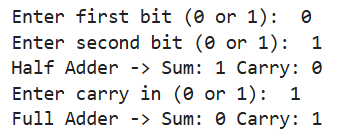 Enter first bit (0 or 1):  0
Enter second bit (0 or 1):  1
Half Adder -> Sum: 1 Carry: 0
Enter carry in (0 or 1):  1
Full Adder -> Sum: 0 Carry: 1